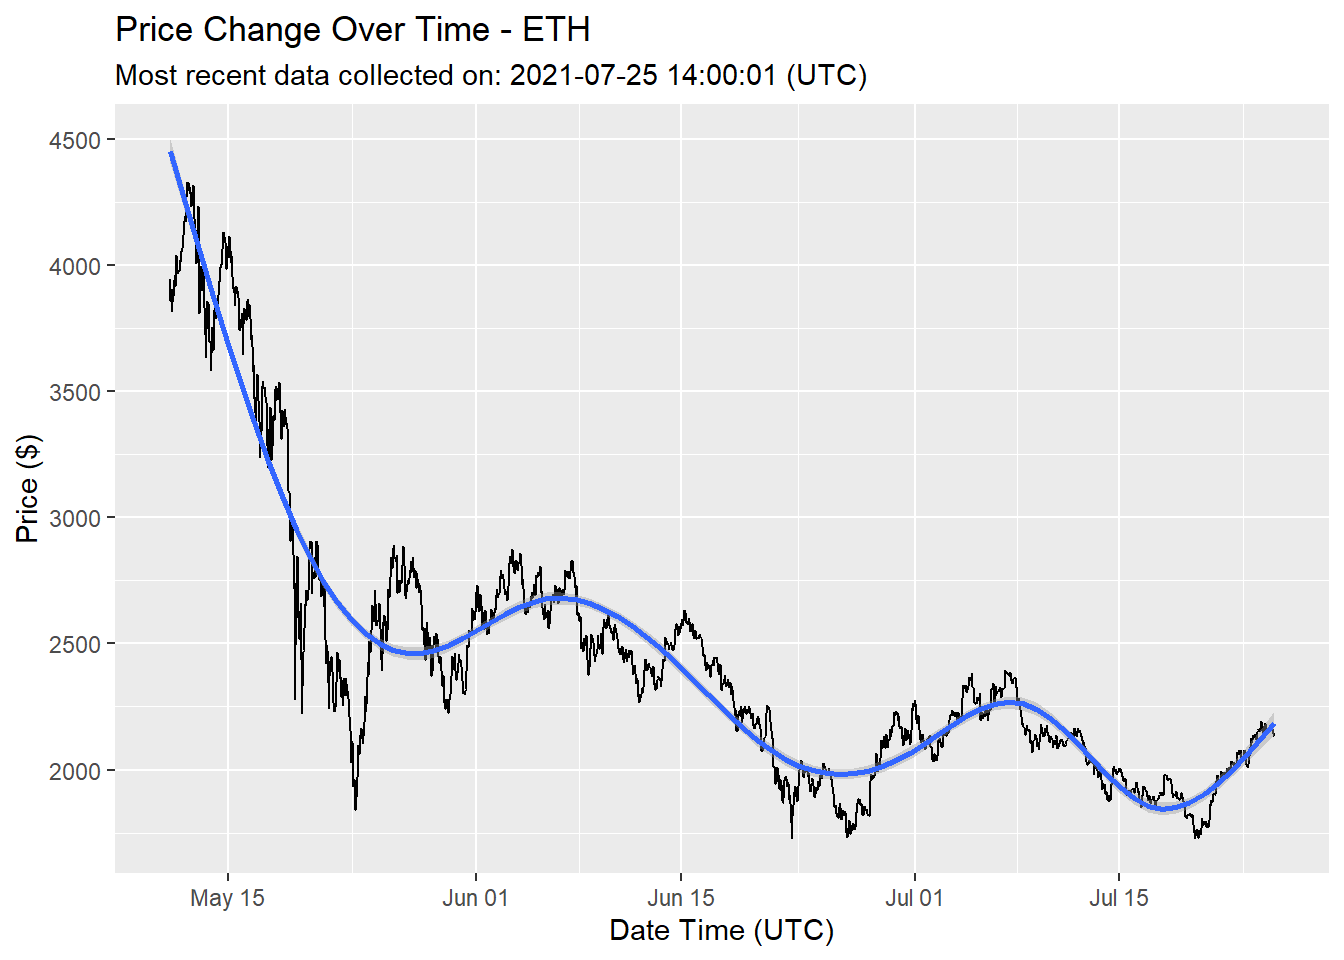 Price Change Over Time - ETH
Most recent data collected on: 2021-07-25 14:00:01 (UTC)
4500
4000
3500
3000
2500
2000
Price ($)
May 15
Jun 01
Jun 15
Jul 01
Jul 15
Date Time (UTC)